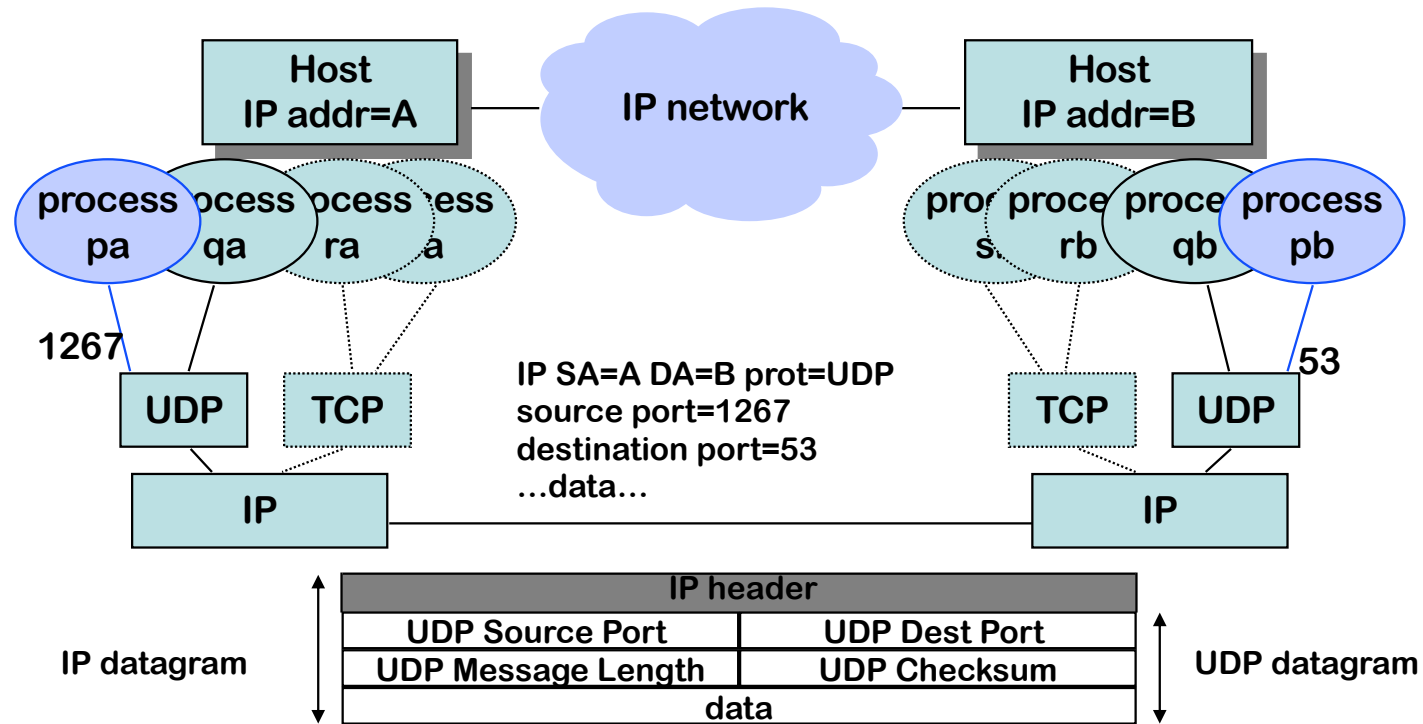 Host
IP addr=A
IP network
Host
IP addr=B
process
pa
ocess
qa
ocess
ra
ess
a
proc
s
proce
rb
proce
qb
process
pb
1267
53
UDP
TCP
IP SA=A DA=B prot=UDP
source port=1267
destination port=53
...data...
TCP
UDP
IP
IP
IP header
UDP Source Port
UDP Dest Port
IP datagram
UDP Message Length
UDP Checksum
UDP datagram
data